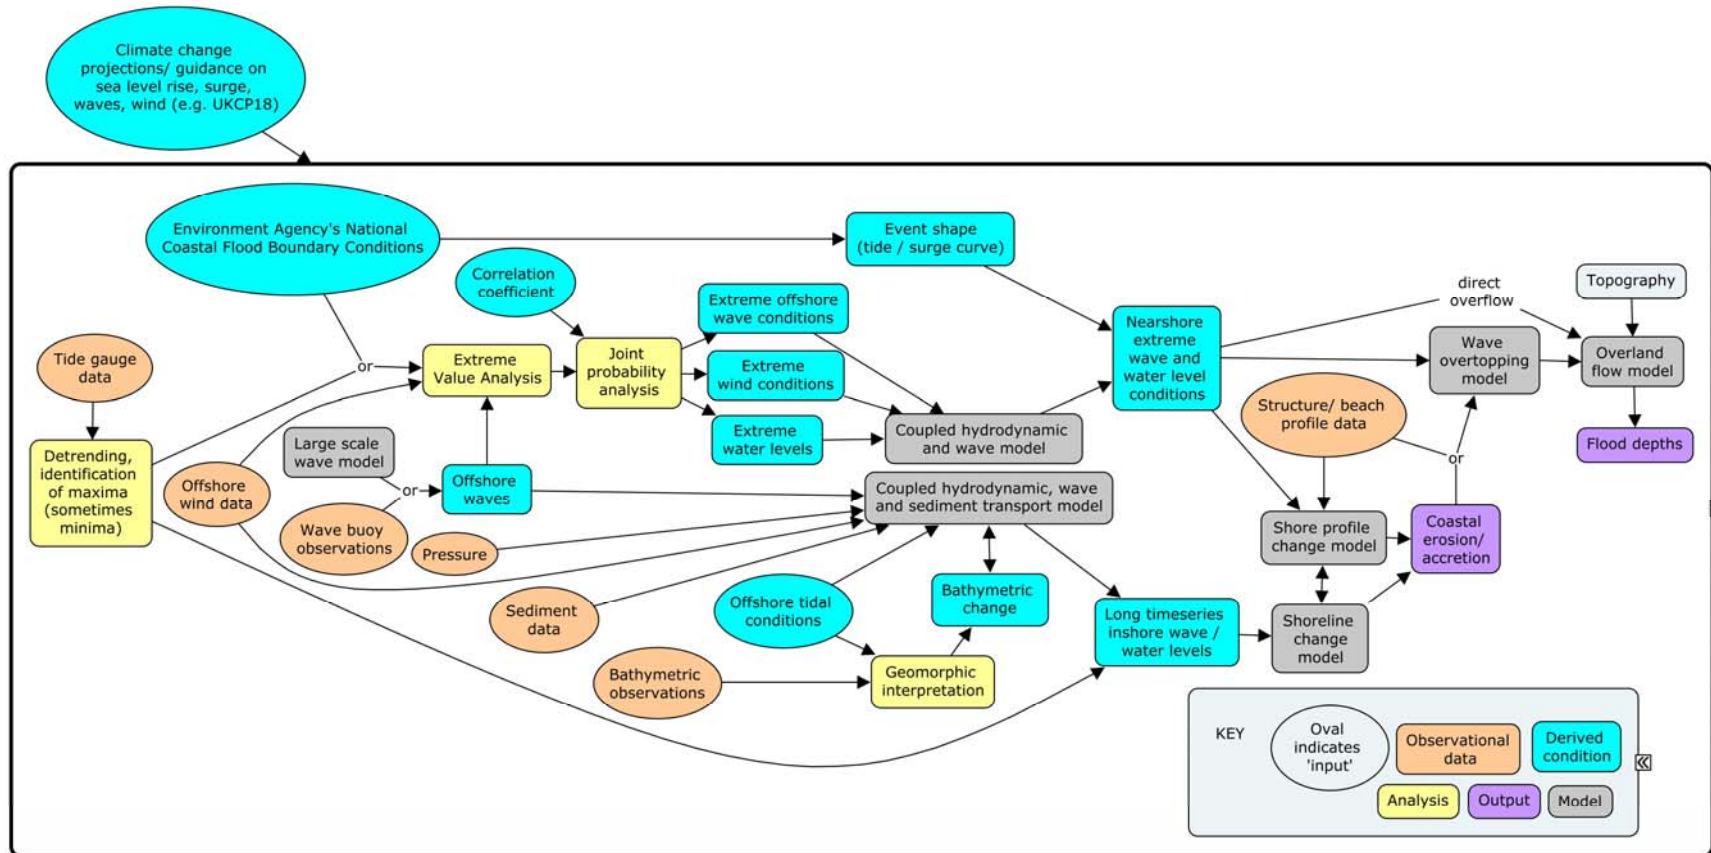 Climate change
projections/ guidance on
sea level rise, surge,
waves, wind (e.g. UKCP18)
Environment Agency's National
Coastal Flood Boundary Conditions
Event shape
(tide / surge curve)
Correlation
coefficient
Extreme offshore
wave conditions
direct
overflow
Topography
Tide gauge
data
or
Extreme
Value Analysis
Joint
probability
analysis
Extreme
wind conditions
Nearshore
extreme
wave and
water level
conditions
Wave
overtopping
model
Overland
flow model
Structure/ beach
profile data
Extreme
water levels
Coupled hydrodynamic
and wave model
Flood depths
or
Detrending,
identification
of maxima
(sometimes
minima)
Large scale
wave model
Offshore
wind data
or
Offshore
waves
Coupled hydrodynamic, wave
and sediment transport model
Wave buoy
observations
Pressure
Shore profile
change model
Coastal
erosion/
accretion
Sediment
data
Offshore tidal
conditions
Bathymetric
change
Long timeseries
inshore wave /
water levels
Shoreline
change
model
Bathymetric
observations
Geomorphic
interpretation
KEY
Oval
indicates
'input'
Observational
data
Derived
condition
Analysis
Output
Model